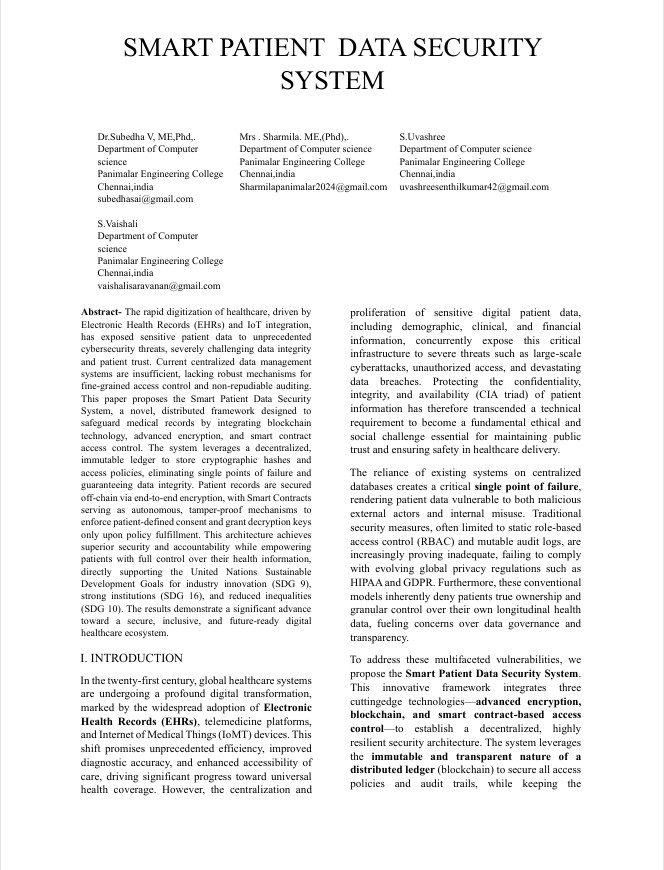 SMART PATIENT DATA SECURITY
SYSTEM
Dr.Subedha V, ME,Phd,.
Department of Computer
science
Panimalar Engineering College
Chennai,india
subedhasai@gmail.com
Mrs . Sharmila. ME,(Phd),.
Department of Computer science
Panimalar Engineering College
Chennai,india
Sharmilapanimalar2024@gmail.com
S.Uvashree
Department of Computer science
Panimalar Engineering College
Chennai,india
uvashreesenthilkumar42@gmail.com
S.Vaishali
Department of Computer
science
Panimalar Engineering College
Chennai,india
vaishalisaravanan@gmail.com
Abstract- The rapid digitization of healthcare, driven by
Electronic Health Records (EHRs) and IoT integration,
has exposed sensitive patient data to unprecedented
cybersecurity threats, severely challenging data integrity
and patient trust. Current centralized data management
systems are insufficient, lacking robust mechanisms for
fine-grained access control and non-repudiable auditing.
This paper proposes the Smart Patient Data Security
System, a novel, distributed framework designed to
safeguard medical records by integrating blockchain
technology, advanced encryption, and smart contract
access control. The system leverages a decentralized,
immutable ledger to store cryptographic hashes and
access policies, eliminating single points of failure and
guaranteeing data integrity. Patient records are secured
off-chain via end-to-end encryption, with Smart Contracts
serving as autonomous, tamper-proof mechanisms to
enforce patient-defined consent and grant decryption keys
only upon policy fulfillment. This architecture achieves
superior security and accountability while empowering
patients with full control over their health information,
directly supporting the United Nations Sustainable
Development Goals for industry innovation (SDG 9),
strong institutions (SDG 16), and reduced inequalities
(SDG 10). The results demonstrate a significant advance
toward a secure, inclusive, and future-ready digital
healthcare ecosystem.
I. INTRODUCTION
In the twenty-first century, global healthcare systems
are undergoing a profound digital transformation,
marked by the widespread adoption of Electronic
Health Records (EHRs), telemedicine platforms,
and Internet of Medical Things (IoMT) devices. This
shift promises unprecedented efficiency, improved
diagnostic accuracy, and enhanced accessibility of
care, driving significant progress toward universal
health coverage. However, the centralization and
proliferation of sensitive digital patient data,
including demographic, clinical, and financial
information, concurrently expose this critical
infrastructure to severe threats such as large-scale
cyberattacks, unauthorized access, and devastating
data breaches. Protecting the confidentiality,
integrity, and availability (CIA triad) of patient
information has therefore transcended a technical
requirement to become a fundamental ethical and
social challenge essential for maintaining public
trust and ensuring safety in healthcare delivery.
The reliance of existing systems on centralized
databases creates a critical single point of failure,
rendering patient data vulnerable to both malicious
external actors and internal misuse. Traditional
security measures, often limited to static role-based
access control (RBAC) and mutable audit logs, are
increasingly proving inadequate, failing to comply
with evolving global privacy regulations such as
HIPAA and GDPR. Furthermore, these conventional
models inherently deny patients true ownership and
granular control over their own longitudinal health
data, fueling concerns over data governance and
transparency.
To address these multifaceted vulnerabilities, we
propose the Smart Patient Data Security System.
This innovative framework integrates three
cuttingedge technologies—advanced encryption,
blockchain, and smart contract-based access
control—to establish a decentralized, highly
resilient security architecture. The system leverages
the immutable and transparent nature of a
distributed ledger (blockchain) to secure all access
policies and audit trails, while keeping the